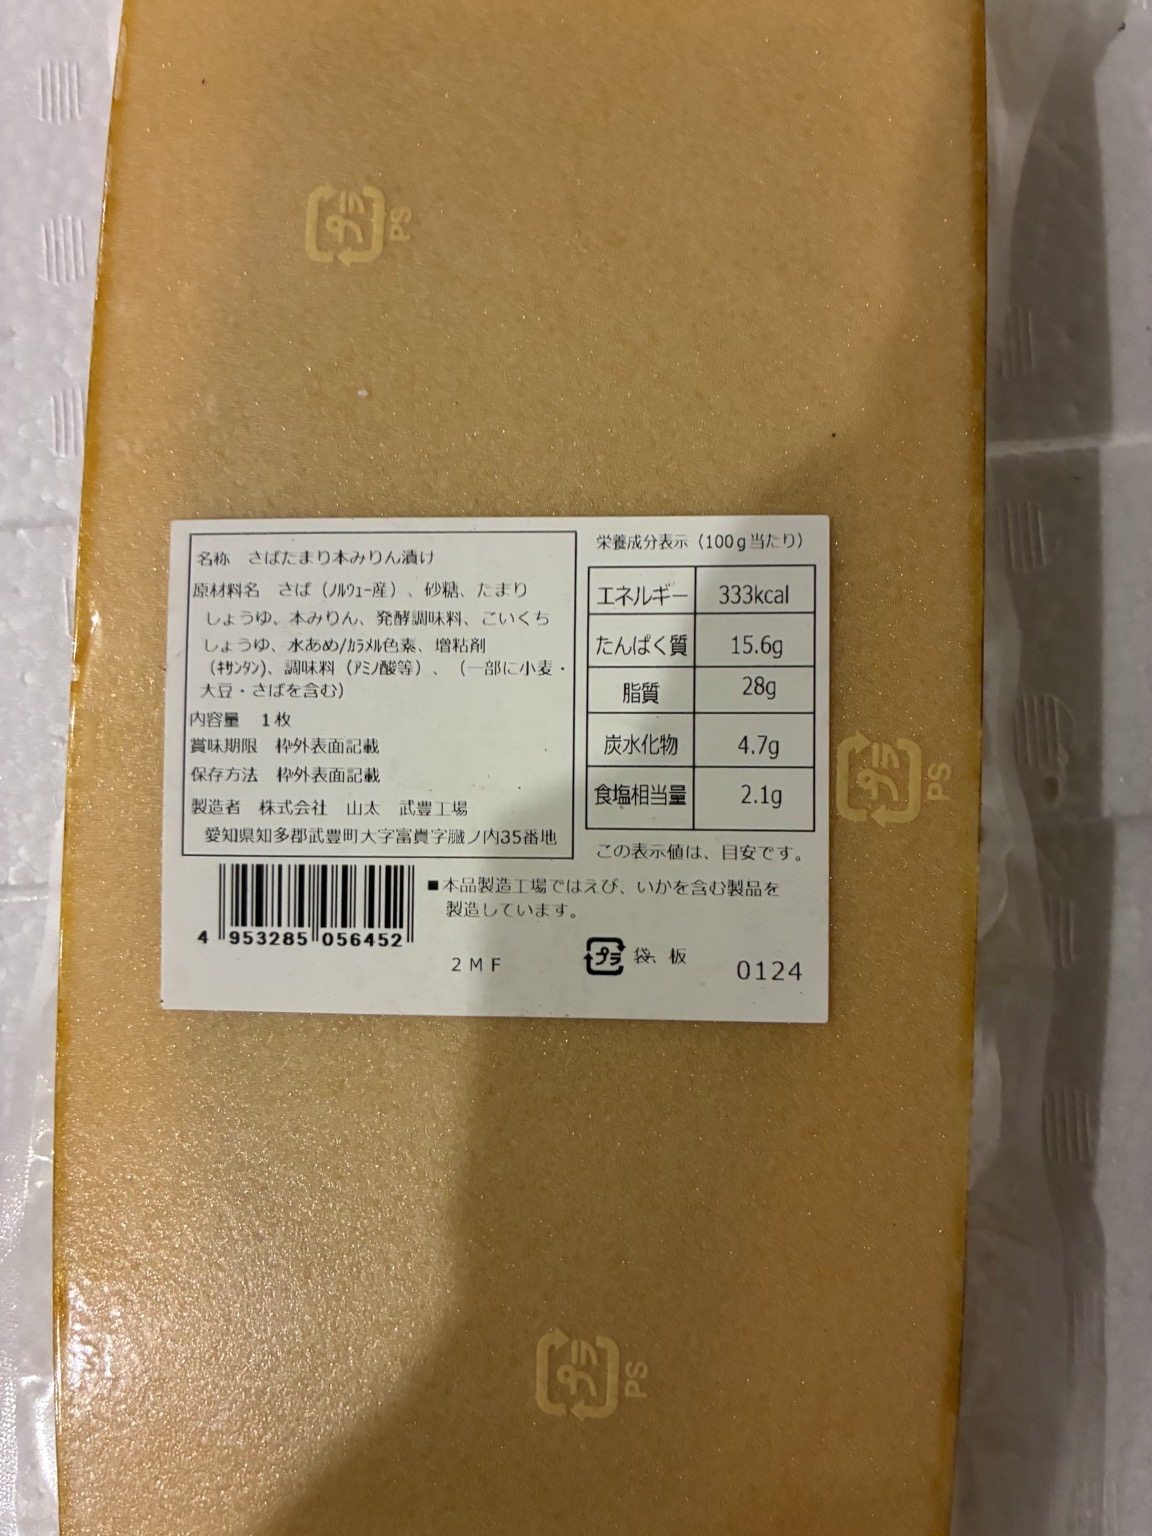 プラ PS
名称 さばたまり本みりん漬け
原材料名 さば（ﾉﾙｳｪｰ産）、砂糖、たまり
しょうゆ、本みりん、発酵調味料、こいくち
しょうゆ、水あめ/ｶﾗﾒﾙ色素、増粘剤
（ｷｻﾝﾀﾝ)、調味料（ｱﾐﾉ酸等）、（一部に小麦・
大豆・さばを含む）
内容量 1枚
賞味期限 枠外表面記載
保存方法 枠外表面記載
製造者 株式会社 山太 武豊工場
愛知県知多郡武豊町大字冨貴字郷ノ内35番地
栄養成分表示（100g当たり）
エネルギー 333kcal
たんぱく質 15.6g
脂質 28g
炭水化物 4.7g
食塩相当量 2.1g
この表示値は、目安です。
■本品製造工場ではえび、いかを含む製品を
製造しています。
4 953285 056452
2MF
プラ 袋、板
0124
プラ PS
プラ PS